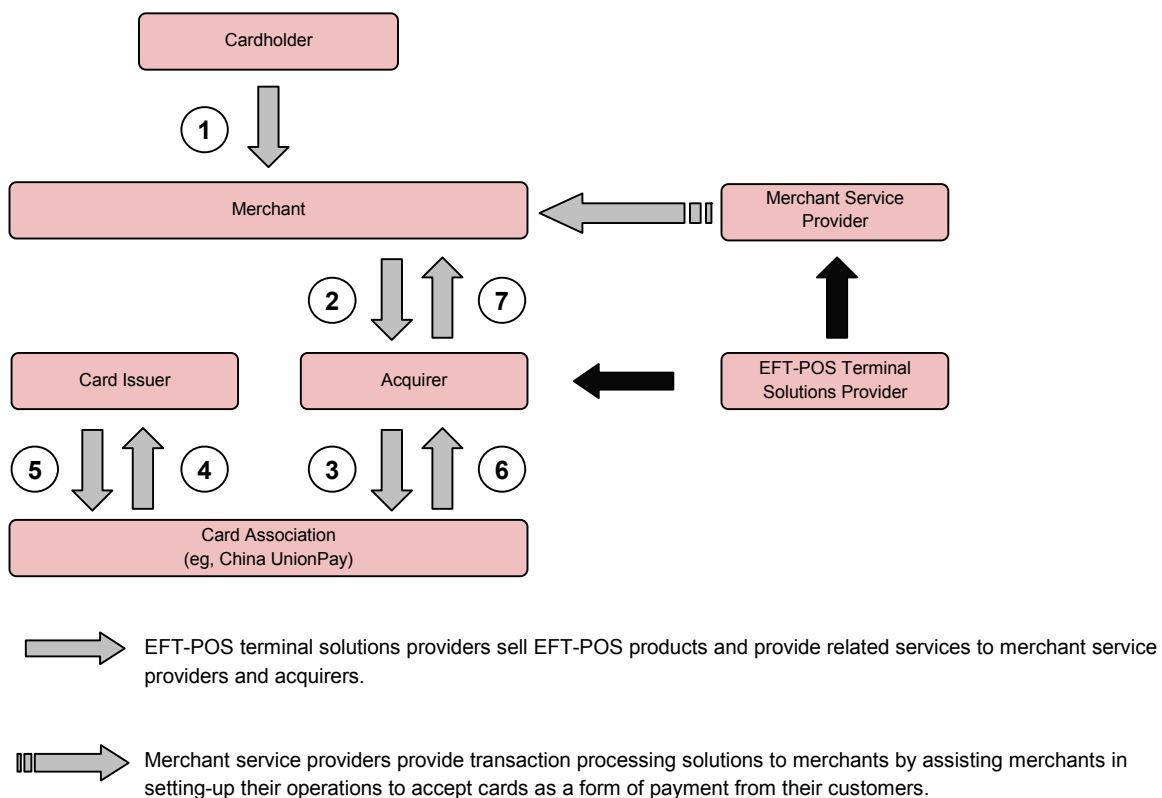 Cardholder
1
Merchant
Merchant Service
Provider
2
7
Card Issuer
Acquirer
EFT-POS Terminal
Solutions Provider
5
4
3
6
Card Association
(eg, China UnionPay)
EFT-POS terminal solutions providers sell EFT-POS products and provide related services to merchant service
providers and acquirers.
Merchant service providers provide transaction processing solutions to merchants by assisting merchants in
setting-up their operations to accept cards as a form of payment from their customers.